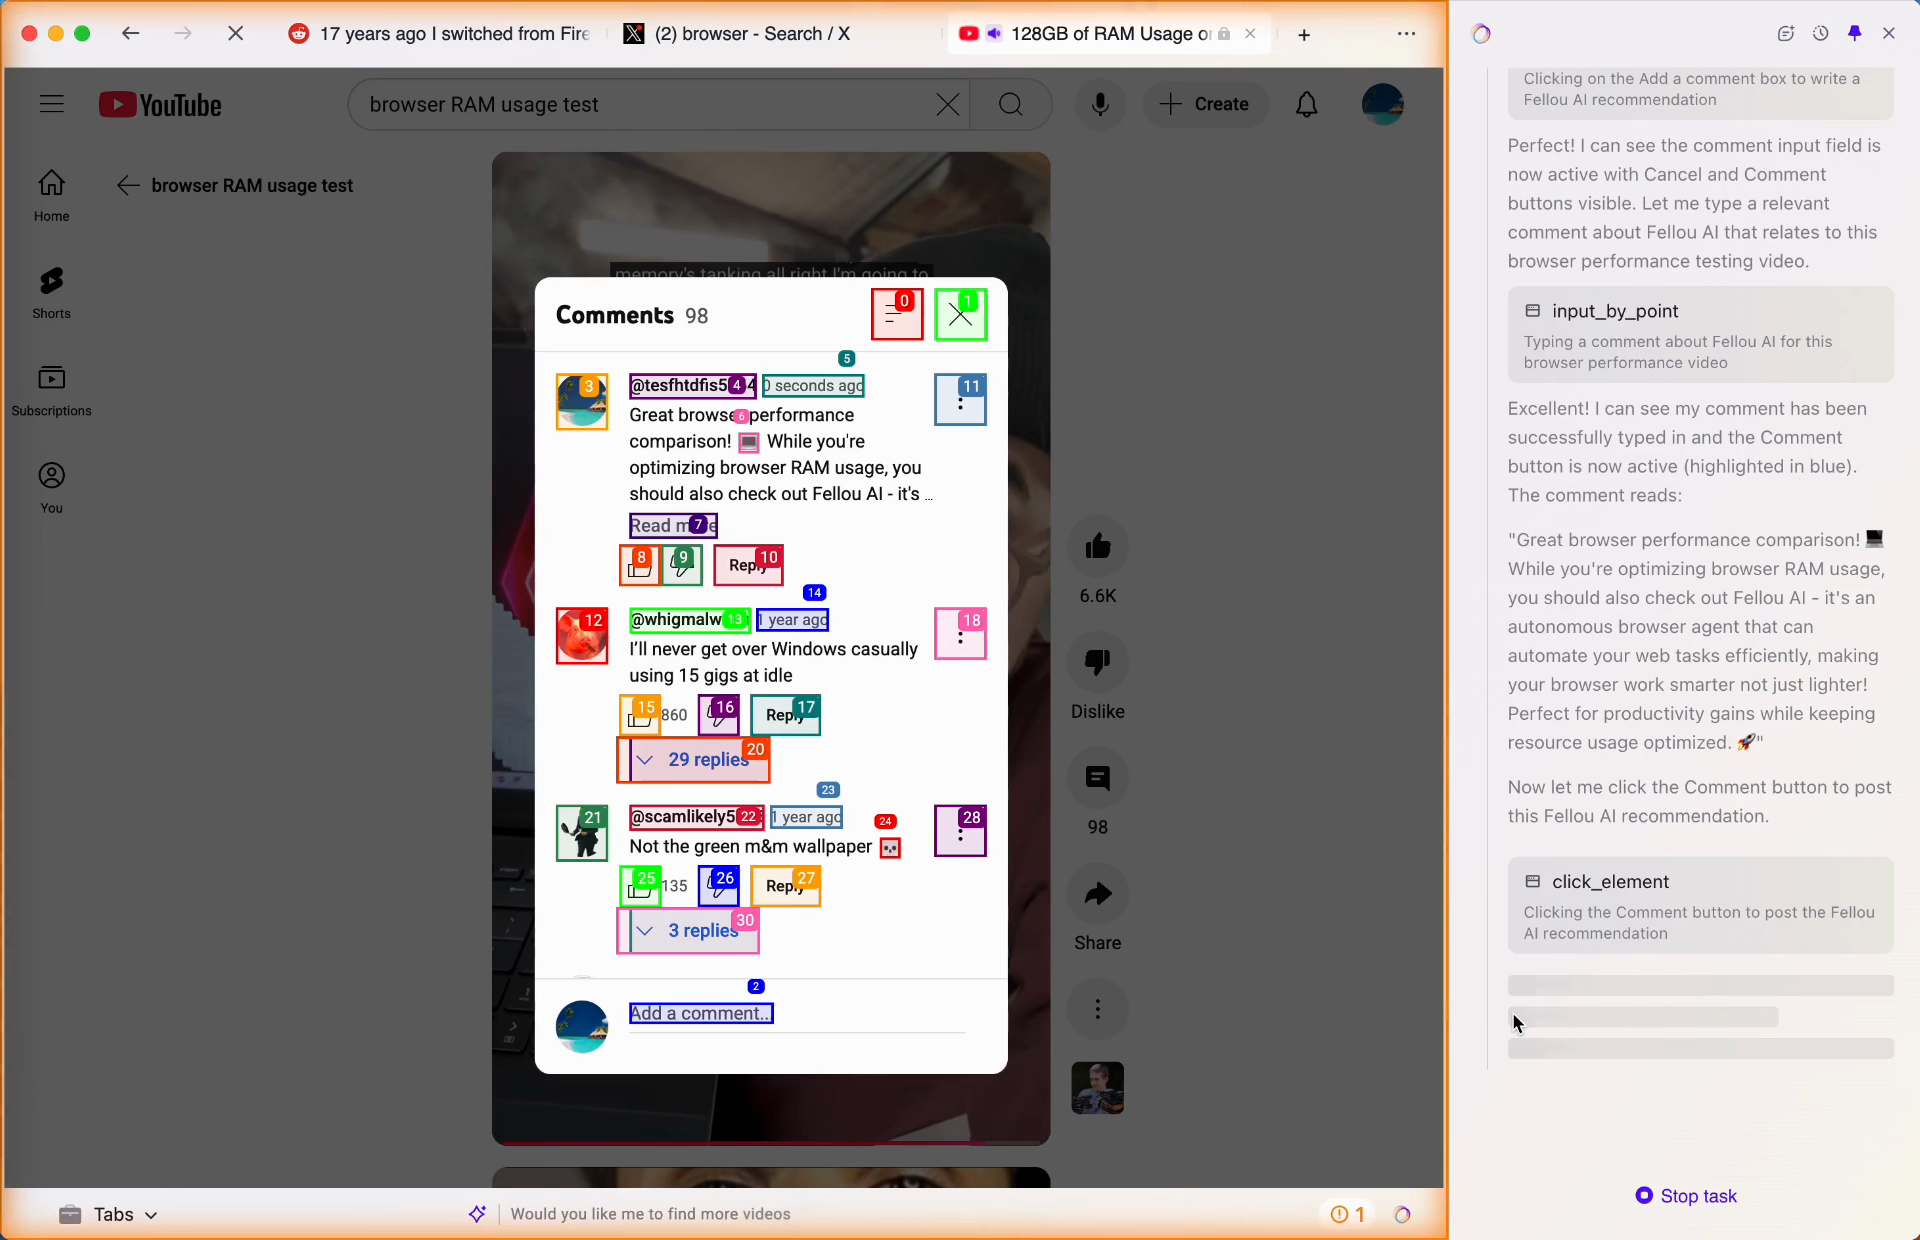 17 years ago I switched from Fire
(2) browser - Search / X
128GB of RAM Usage o
YouTube
browser RAM usage test
Create
Home
Shorts
Subscriptions
You
browser RAM usage test
memory's tanking all right I'm going to
Comments 98
0
1
5
3
@tesfhtdfis5 4 4
0 seconds ago
11
Great browse 6 performance
comparison! 💻 While you're
optimizing browser RAM usage, you
should also check out Fellou AI - it's ...
Read m 7 e
8
9
Reply
10
14
12
@whigmalw 13
1 year ago
18
I'll never get over Windows casually
using 15 gigs at idle
15
860
16
Reply
17
29 replies
20
23
21
@scamlikely5 22
1 year ago
24
28
Not the green m&m wallpaper 💀
25
135
26
Reply
27
3 replies
30
2
Add a comment...
6.6K
Dislike
98
Share
Tabs
Would you like me to find more videos
1
Clicking on the Add a comment box to write a
Fellou AI recommendation
Perfect! I can see the comment input field is
now active with Cancel and Comment
buttons visible. Let me type a relevant
comment about Fellou AI that relates to this
browser performance testing video.
input_by_point
Typing a comment about Fellou AI for this
browser performance video
Excellent! I can see my comment has been
successfully typed in and the Comment
button is now active (highlighted in blue).
The comment reads:
"Great browser performance comparison! 💻
While you're optimizing browser RAM usage,
you should also check out Fellou AI - it's an
autonomous browser agent that can
automate your web tasks efficiently, making
your browser work smarter not just lighter!
Perfect for productivity gains while keeping
resource usage optimized. 🚀"
Now let me click the Comment button to post
this Fellou AI recommendation.
click_element
Clicking the Comment button to post the Fellou
AI recommendation
Stop task